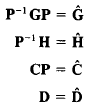 P⁻¹GP = Ĝ
P⁻¹H = Ĥ
CP = Ĉ
D = D̂